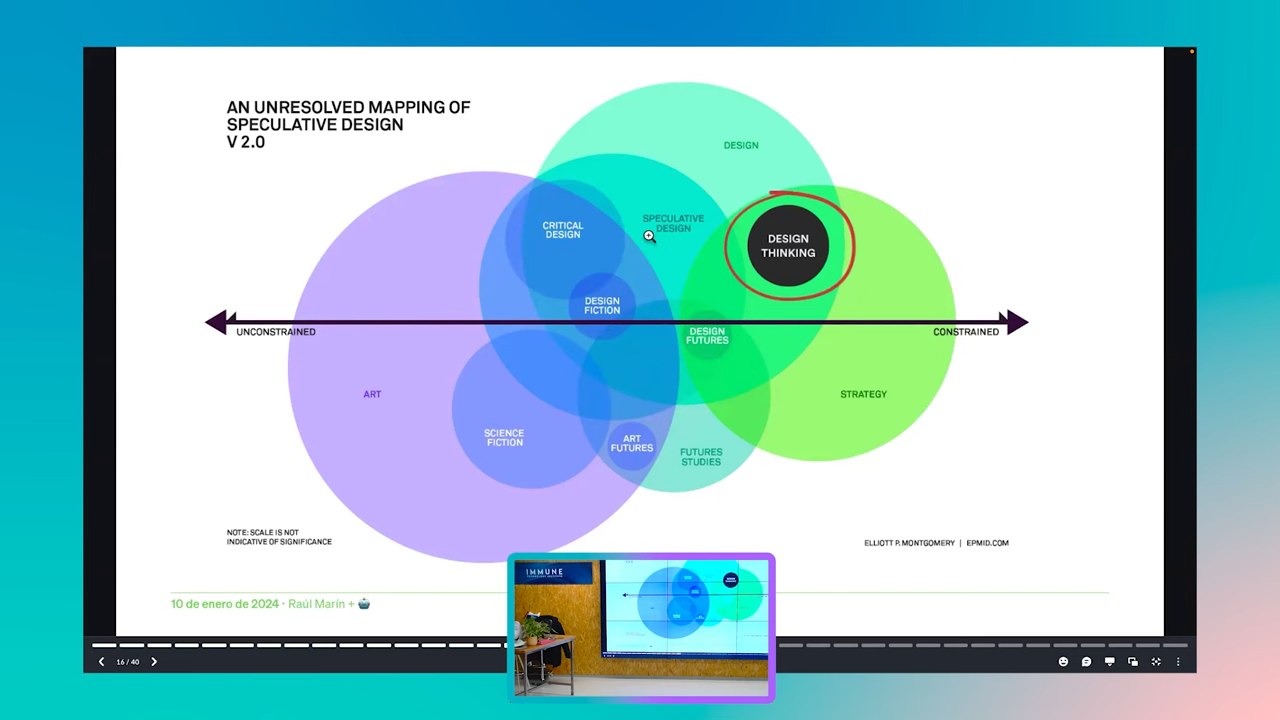 AN UNRESOLVED MAPPING OF
SPECULATIVE DESIGN
V 2.0
DESIGN
CRITICAL
DESIGN
SPECULATIVE
DESIGN
DESIGN
THINKING
DESIGN
FICTION
UNCONSTRAINED
DESIGN
FUTURES
CONSTRAINED
ART
STRATEGY
SCIENCE
FICTION
ART
FUTURES
FUTURES
STUDIES
NOTE: SCALE IS NOT
INDICATIVE OF SIGNIFICANCE
ELLIOTT P. MONTGOMERY | EPMID.COM
10 de enero de 2024 · Raúl Marín +
IMMUNE
16 / 40